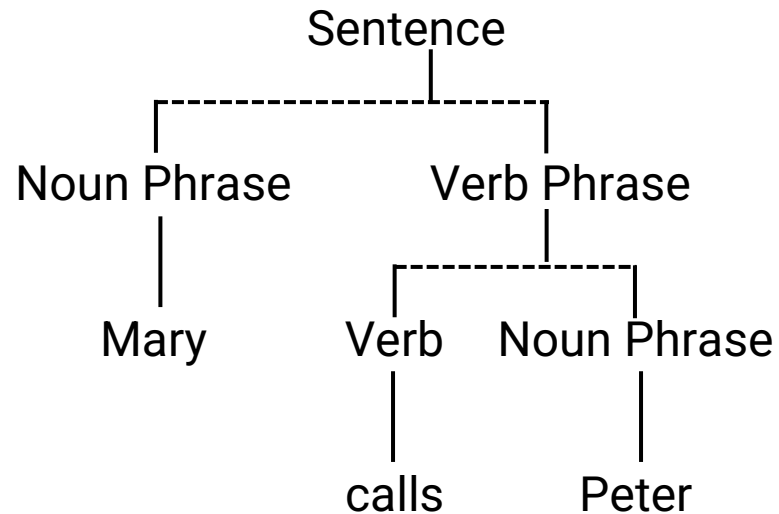 Sentence
Noun Phrase Verb Phrase
Mary Verb Noun Phrase
calls Peter